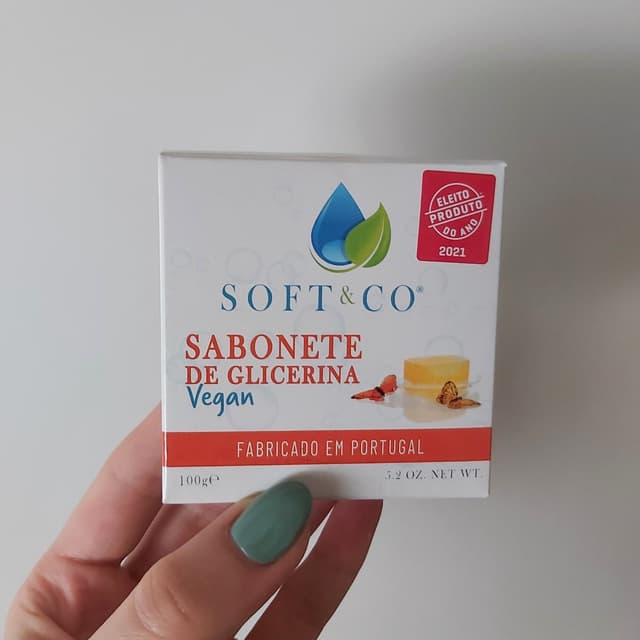 ELEITO
PRODUTO
DO ANO
2021
SOFT & CO®
SABONETE
DE GLICERINA
Vegan
FABRICADO EM PORTUGAL
100g℮
5.2 OZ. NET WT.